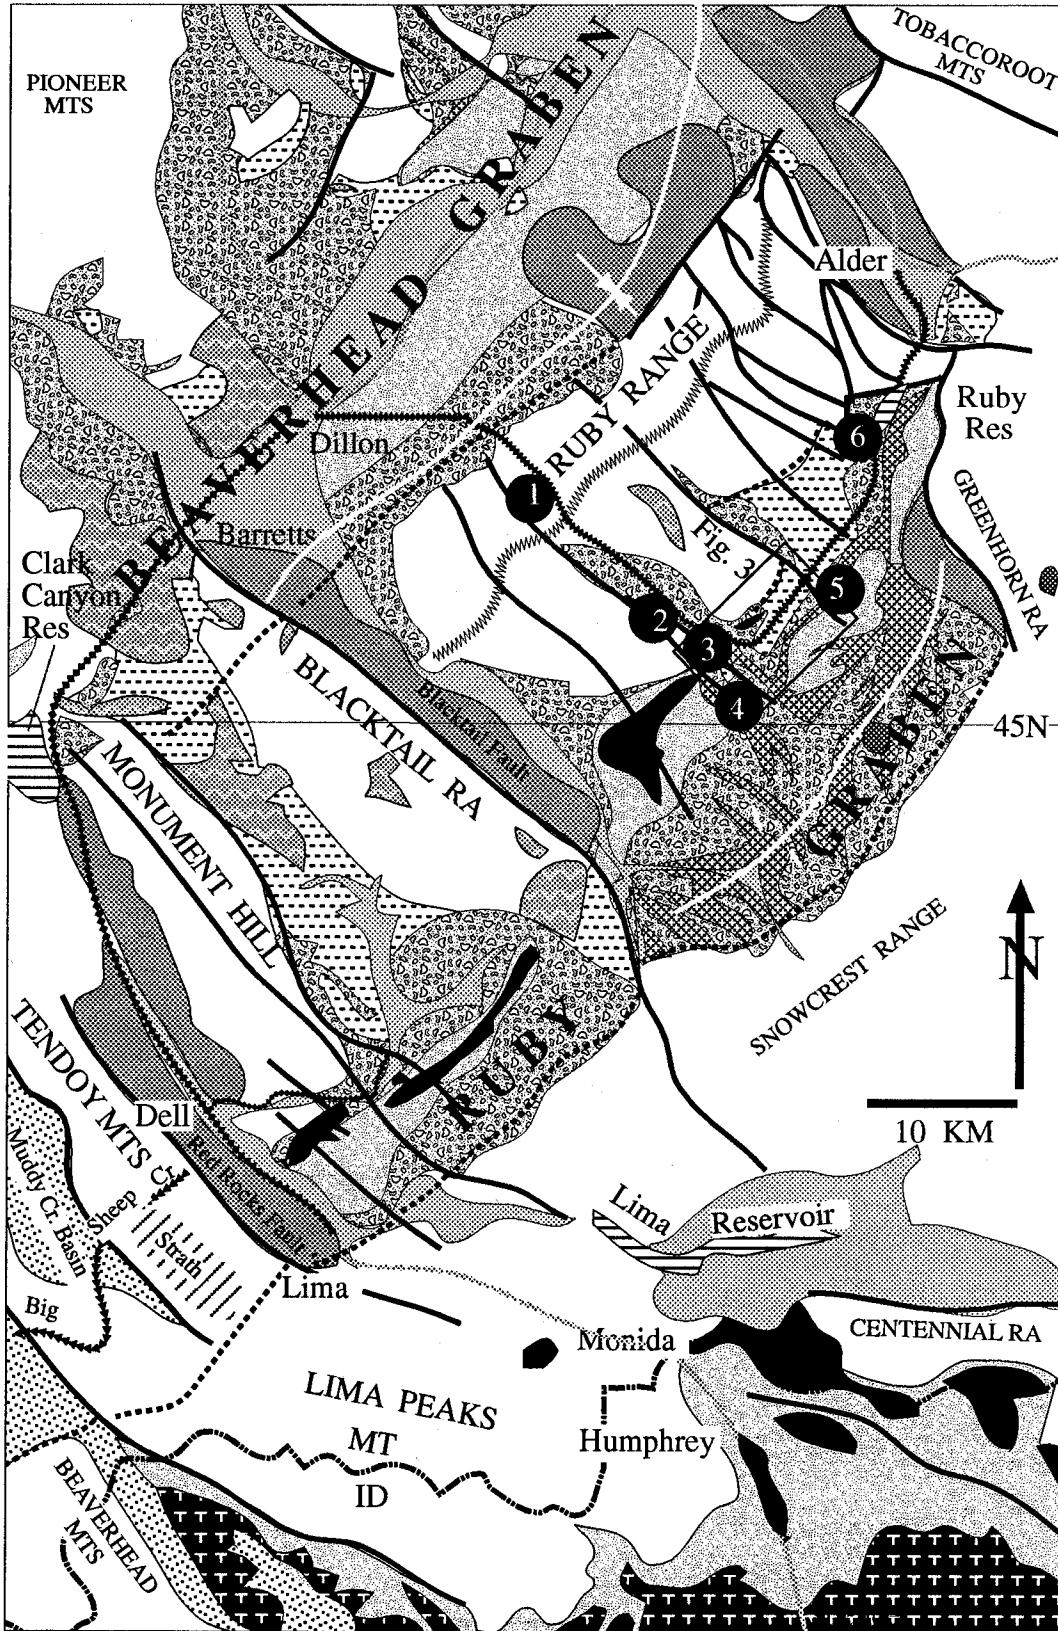 PIONEER
MTS
TOBACCOROOT
MTS
BEAVERHEAD GRABEN
Alder
RUBY RANGE
Ruby
Res
Dillon
6
1
GREENHORN RA
Barretts
Fig. 3
Clark
Canyon
Res
5
2
3
4
BLACKTAIL RA
Blacktail Fault
45N
MONUMENT HILL
RUBY GRABEN
N
SNOWCREST RANGE
TENDOY MTS
Dell
10 KM
Muddy Cr. Basin
Red Rocks Fault
Big Sheep Cr
Strath
Lima Reservoir
Lima
Monida
CENTENNIAL RA
LIMA PEAKS
MT
ID
Humphrey
BEAVERHEAD
MTS